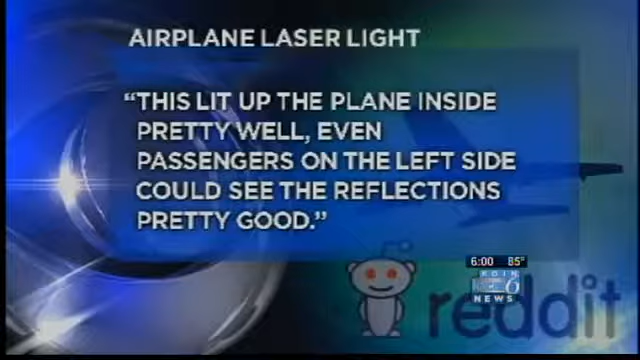 AIRPLANE LASER LIGHT
“THIS LIT UP THE PLANE INSIDE
PRETTY WELL, EVEN
PASSENGERS ON THE LEFT SIDE
COULD SEE THE REFLECTIONS
PRETTY GOOD.”
6:00 85°
KOIN
6
NEWS
reddit